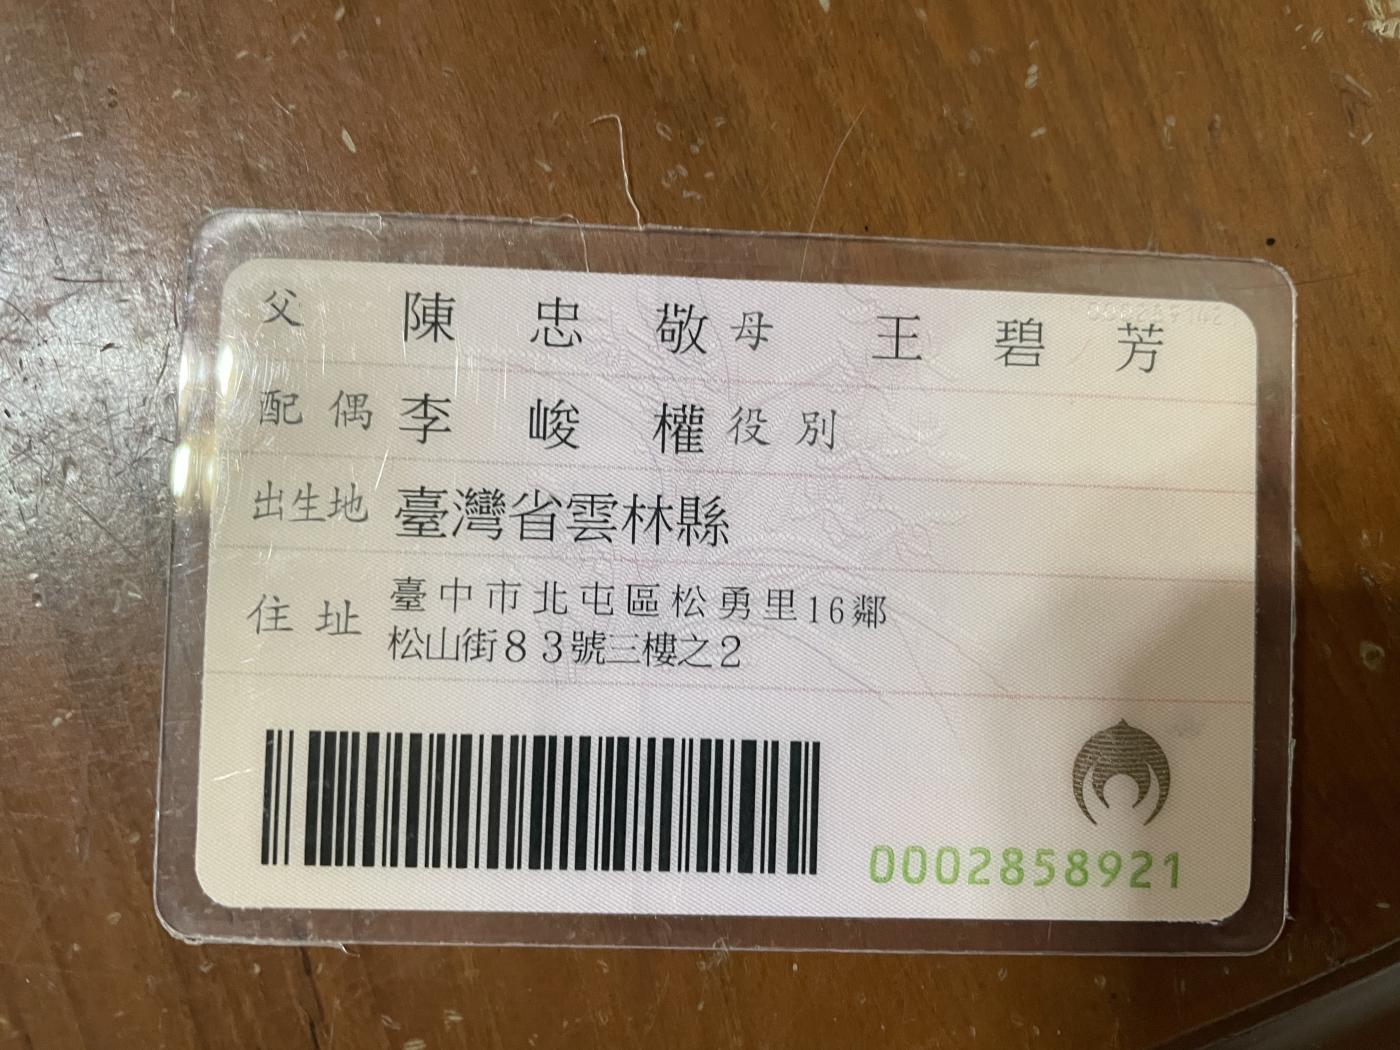 父 陳忠敬 母 王碧芳
配偶 李峻權 役別
出生地 臺灣省雲林縣
住址 臺中市北屯區松勇里16鄰
松山街83號三樓之2
0002858921